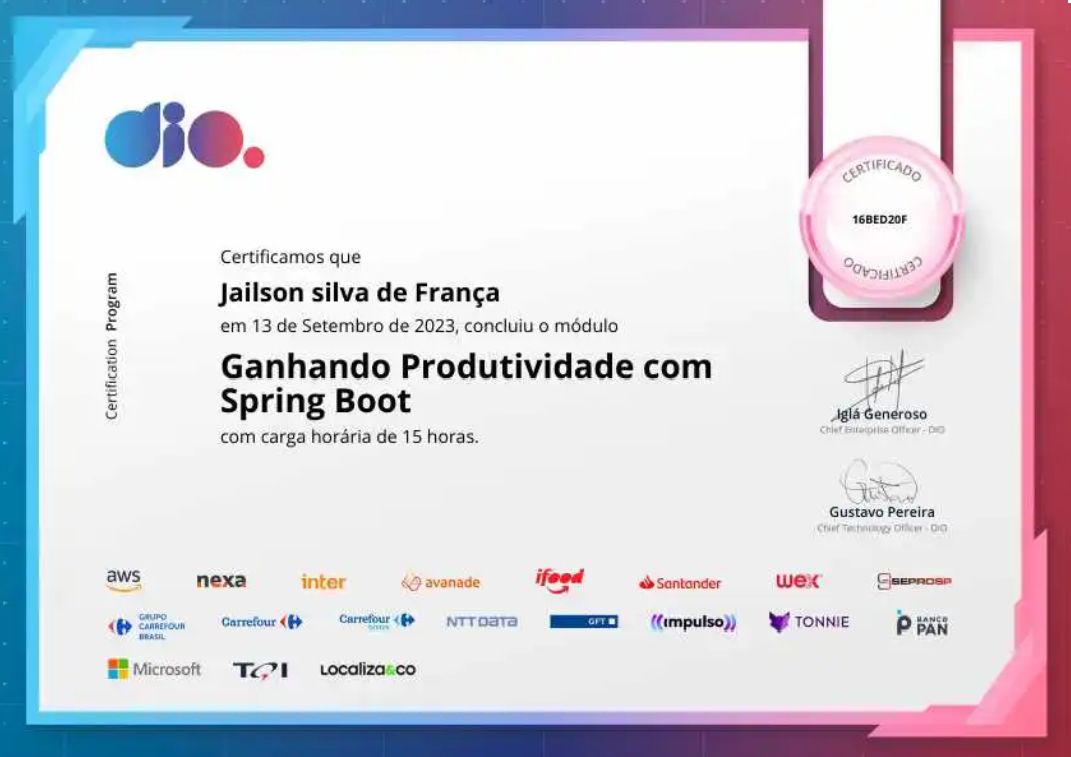 dio.
CERTIFICADO
16BED20F
CERTIFICADO
Certification Program
Certificamos que
Jailson silva de França
em 13 de Setembro de 2023, concluiu o módulo
Ganhando Produtividade com
Spring Boot
com carga horária de 15 horas.
Iglá Generoso
Chief Enterprise Officer - DIO
Gustavo Pereira
Chief Technology Officer - DIO
aws nexa inter avanade ifood Santander wex SEPROSP
GRUPO
CARREFOUR
BRASIL
Carrefour Carrefour NTT DATA GFT ((impulso)) TONNIE BANCO PAN
Microsoft TQI Localiza&co